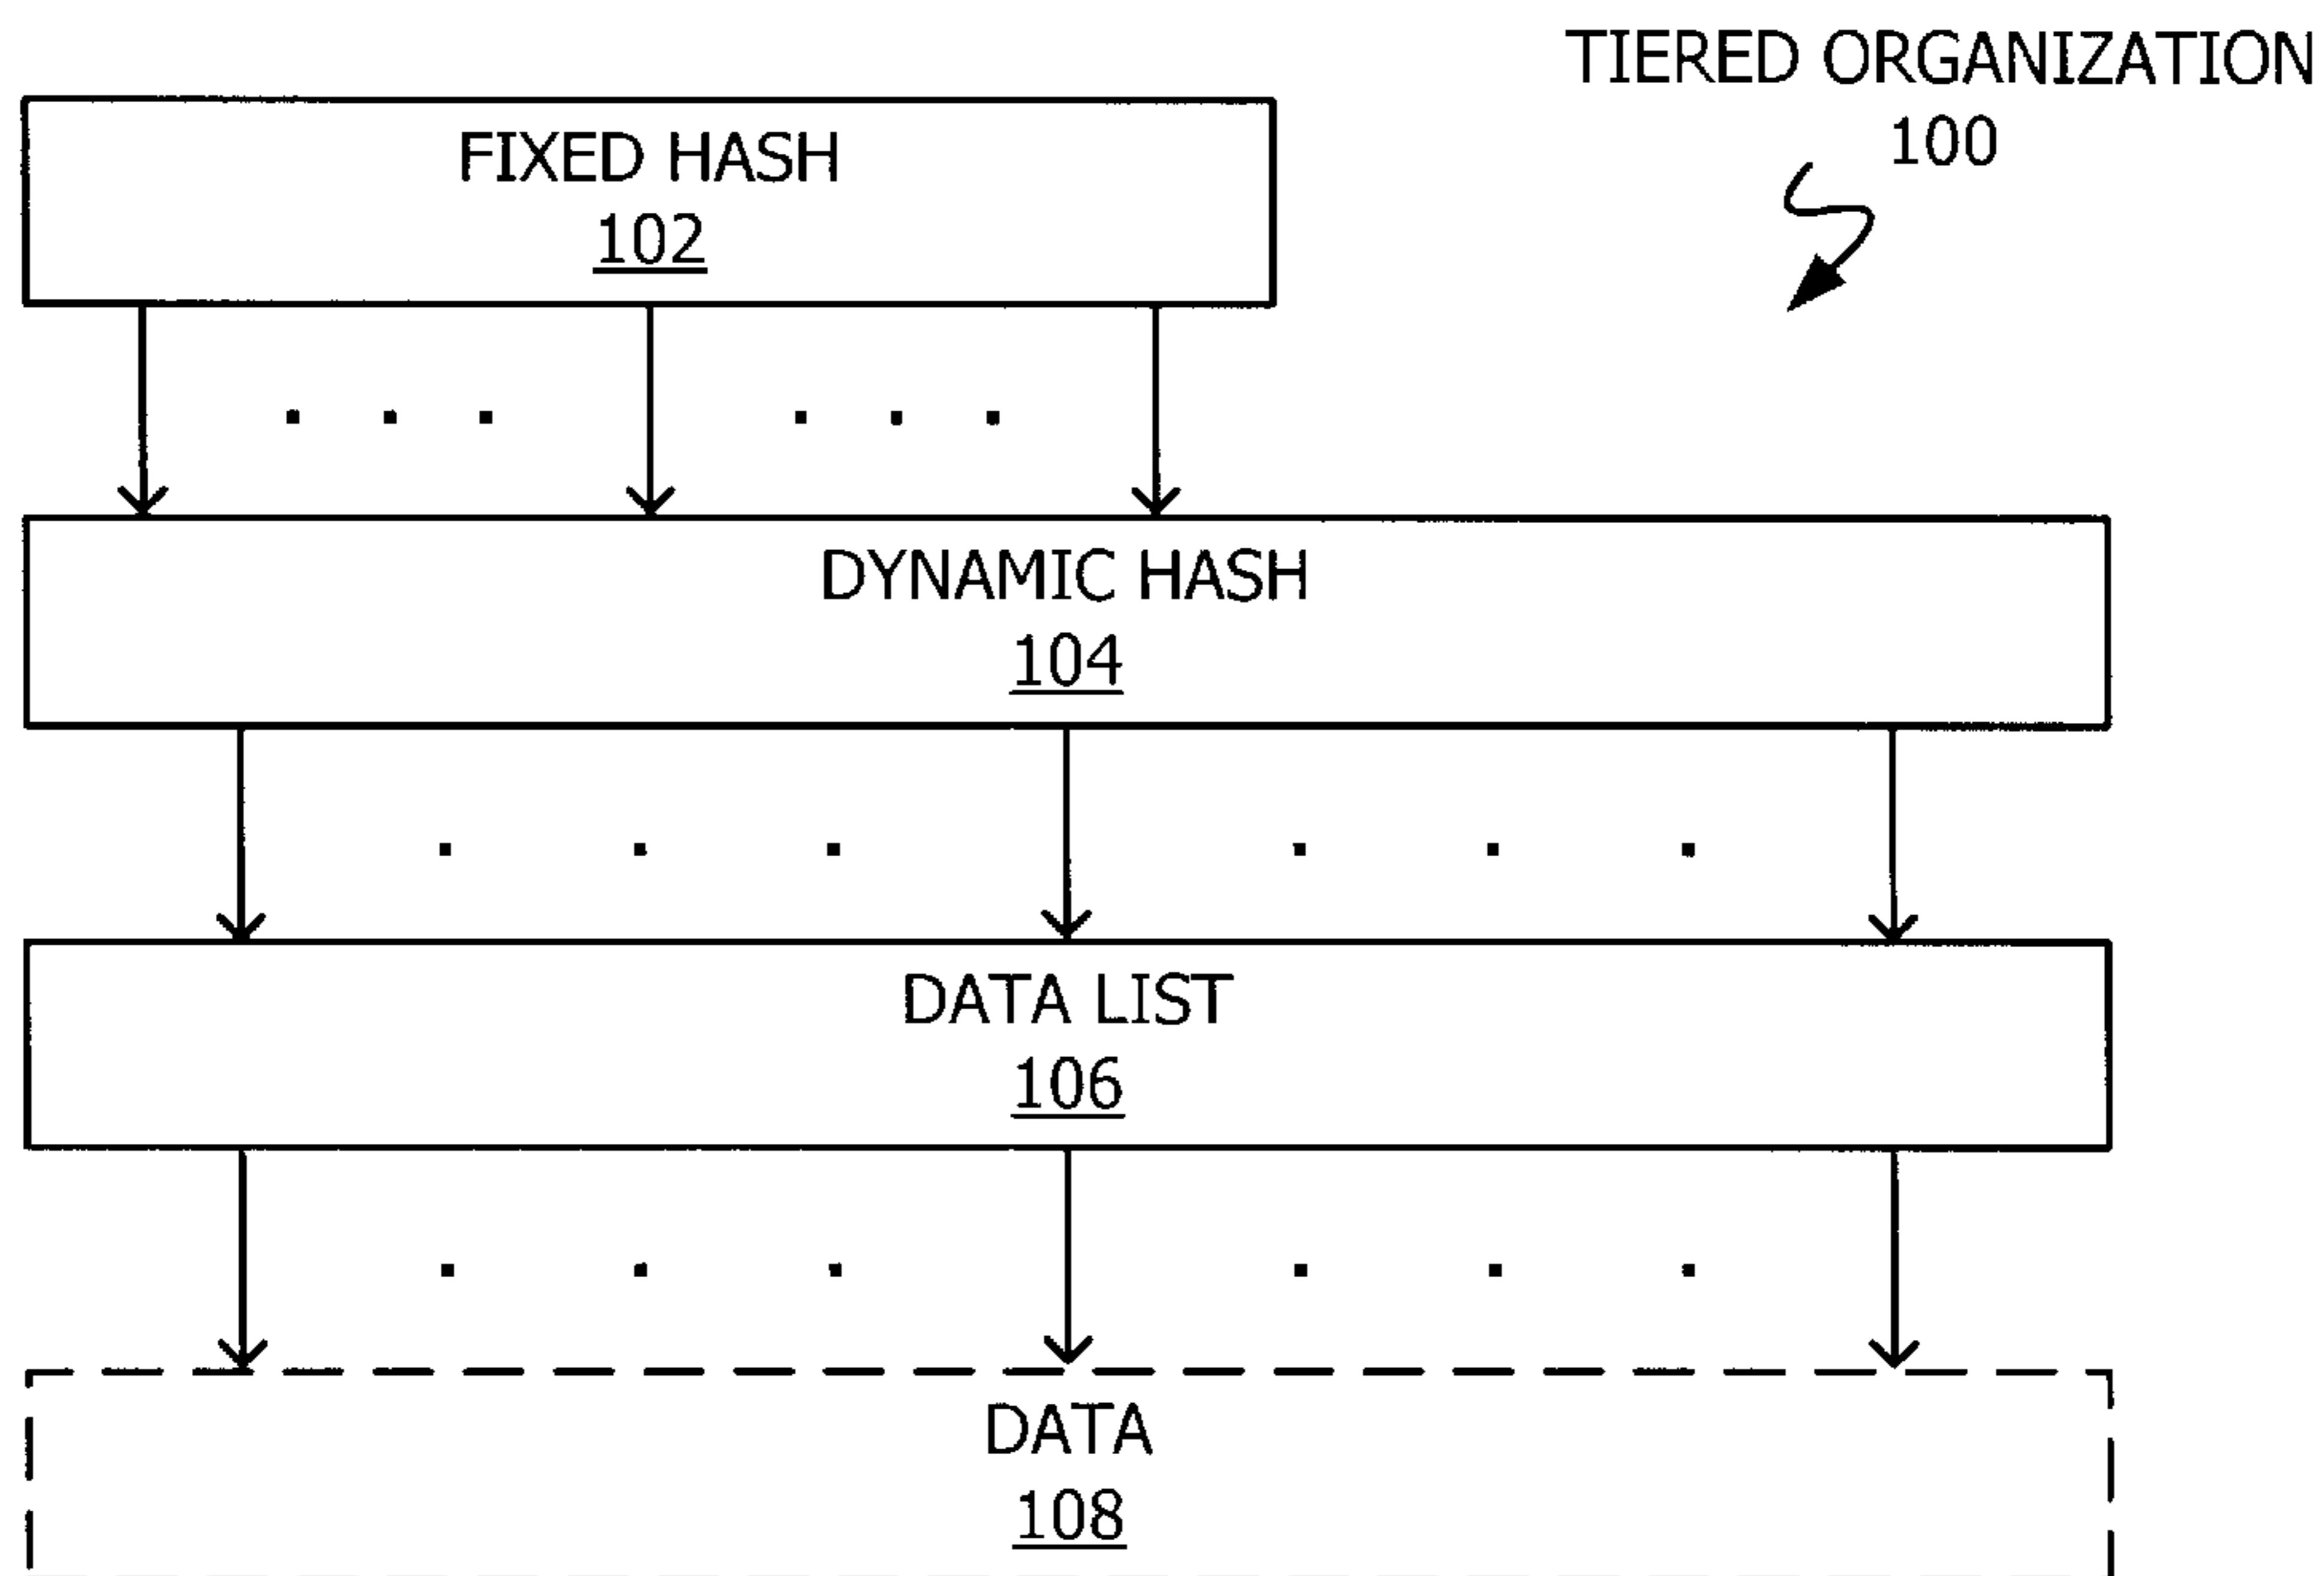 TIERED ORGANIZATION
100
FIXED HASH
102
DYNAMIC HASH
104
DATA LIST
106
DATA
108